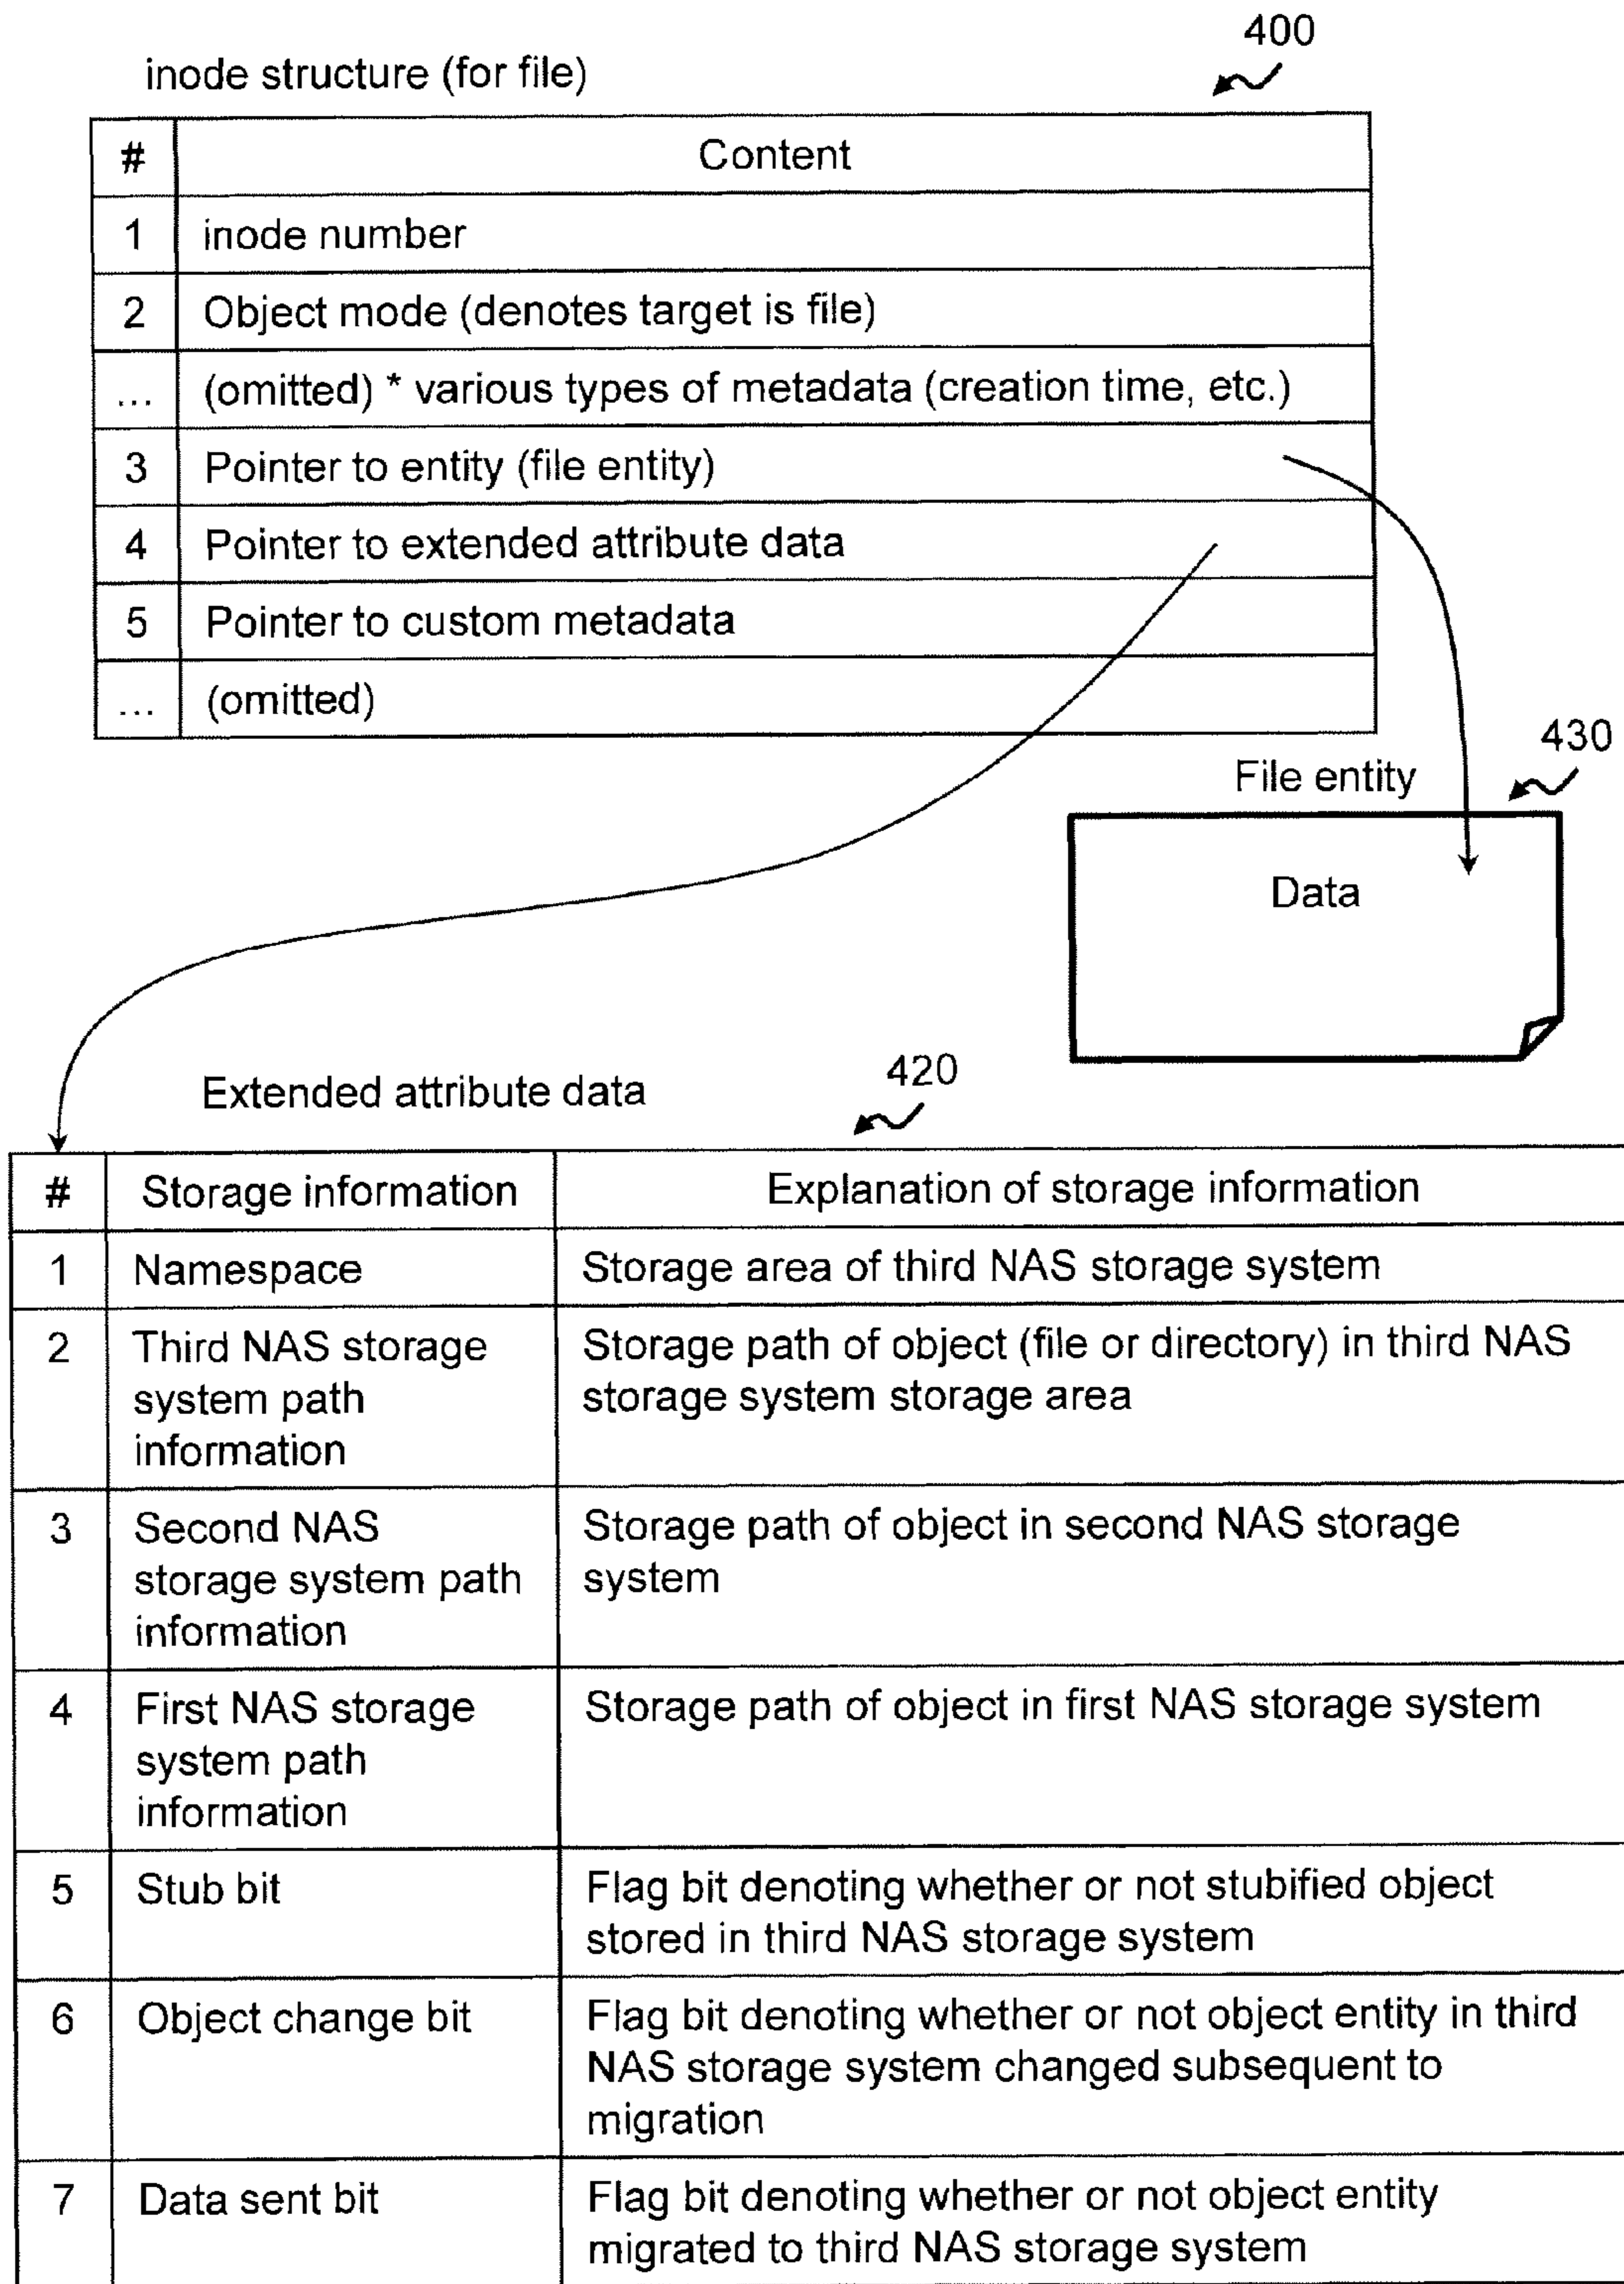 400
inode structure (for file)
# Content
1 inode number
2 Object mode (denotes target is file)
... (omitted) * various types of metadata (creation time, etc.)
3 Pointer to entity (file entity)
4 Pointer to extended attribute data
5 Pointer to custom metadata
... (omitted)
430
File entity
Data
420
Extended attribute data
# Storage information Explanation of storage information
1 Namespace Storage area of third NAS storage system
2 Third NAS storage Storage path of object (file or directory) in third NAS
system path storage system storage area
information
3 Second NAS Storage path of object in second NAS storage
storage system path system
information
4 First NAS storage Storage path of object in first NAS storage system
system path
information
5 Stub bit Flag bit denoting whether or not stubified object
stored in third NAS storage system
6 Object change bit Flag bit denoting whether or not object entity in third
NAS storage system changed subsequent to
migration
7 Data sent bit Flag bit denoting whether or not object entity
migrated to third NAS storage system